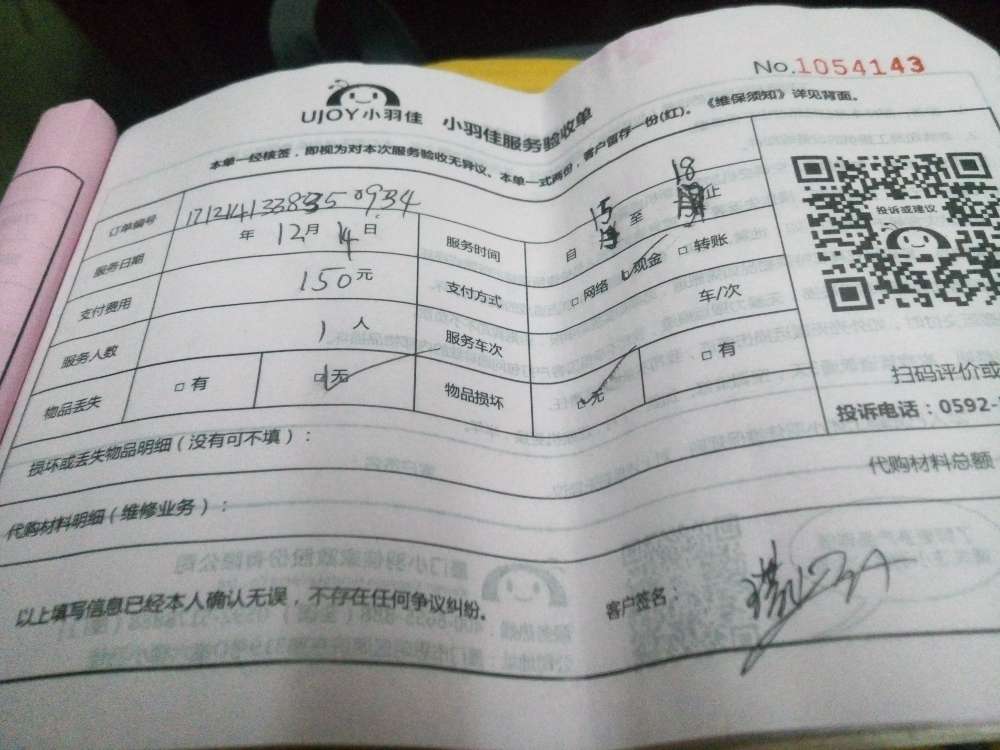 No.1054143
UJOY小羽佳 小羽佳服务验收单
本单一经核签，即视为对本次服务验收无异议。本单一式两份，客户留存一份(红)。《维保须知》详见背面。
订单编号
服务日期 年 12月 14日 服务时间 自 15 至 18 止
支付费用 150元 支付方式 □网络 □现金 □转账
服务人数 1 人 服务车次 车/次
物品丢失 □有 □无 物品损坏 □无 □有
投诉或建议
扫码评价或
投诉电话：0592-
损坏或丢失物品明细（没有可不填）：
代购材料明细（维修业务）： 代购材料总额
以上填写信息已经本人确认无误，不存在任何争议纠纷。 客户签名：